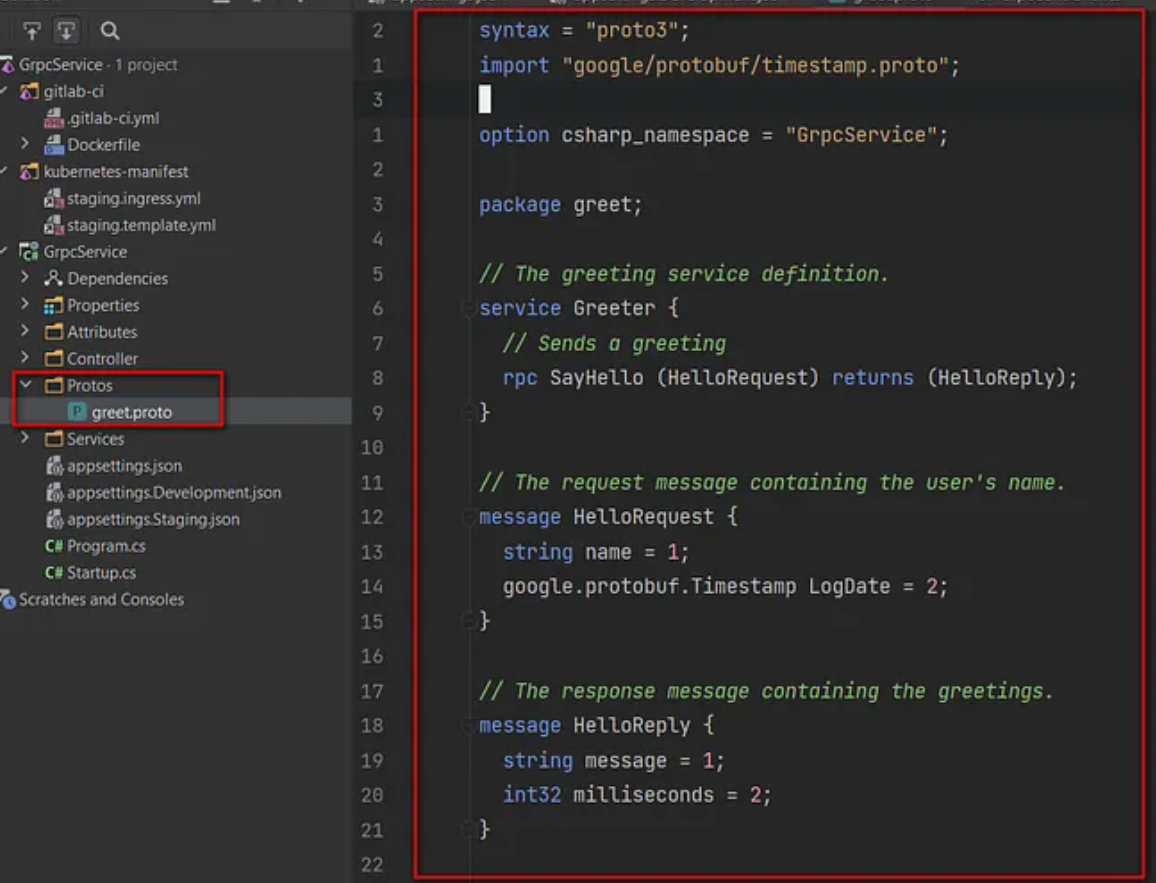 GrpcService · 1 project
gitlab-ci
.gitlab-ci.yml
Dockerfile
kubernetes-manifest
staging.ingress.yml
staging.template.yml
GrpcService
Dependencies
Properties
Attributes
Controller
Protos
greet.proto
Services
appsettings.json
appsettings.Development.json
appsettings.Staging.json
C# Program.cs
C# Startup.cs
Scratches and Consoles
2 syntax = "proto3";
1 import "google/protobuf/timestamp.proto";
3
1 option csharp_namespace = "GrpcService";
2
3 package greet;
4
5 // The greeting service definition.
6 service Greeter {
7   // Sends a greeting
8   rpc SayHello (HelloRequest) returns (HelloReply);
9 }
10
11 // The request message containing the user's name.
12 message HelloRequest {
13   string name = 1;
14   google.protobuf.Timestamp LogDate = 2;
15 }
16
17 // The response message containing the greetings.
18 message HelloReply {
19   string message = 1;
20   int32 milliseconds = 2;
21 }
22